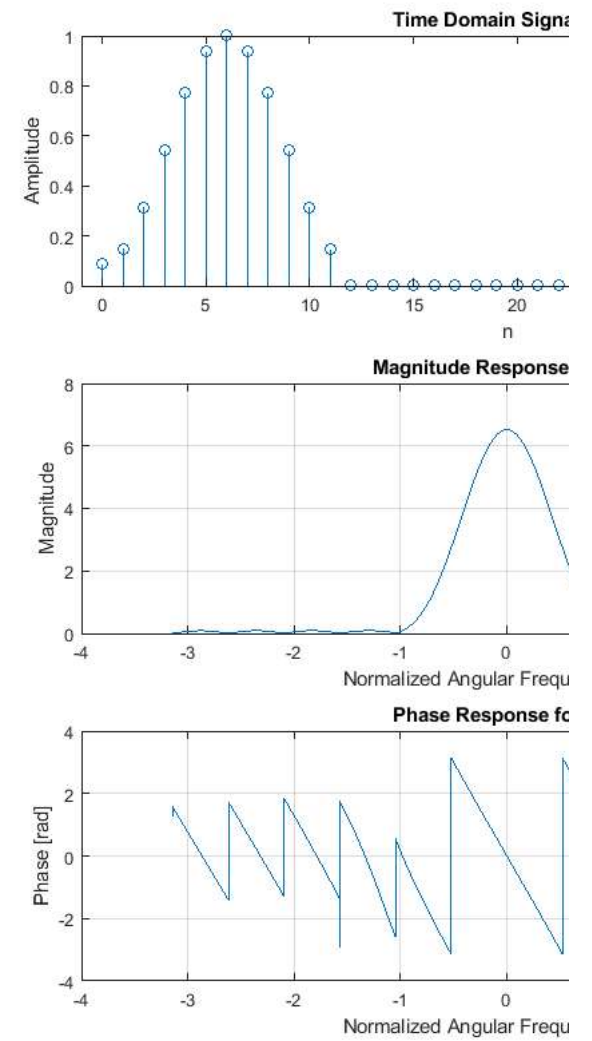 Time Domain Signa
1
0.8
0.6
0.4
0.2
0
Amplitude
0 5 10 15 20
n
Magnitude Response
8
6
4
2
0
Magnitude
-4 -3 -2 -1 0
Normalized Angular Frequ
Phase Response fo
4
2
0
-2
-4
Phase [rad]
-4 -3 -2 -1 0
Normalized Angular Frequ